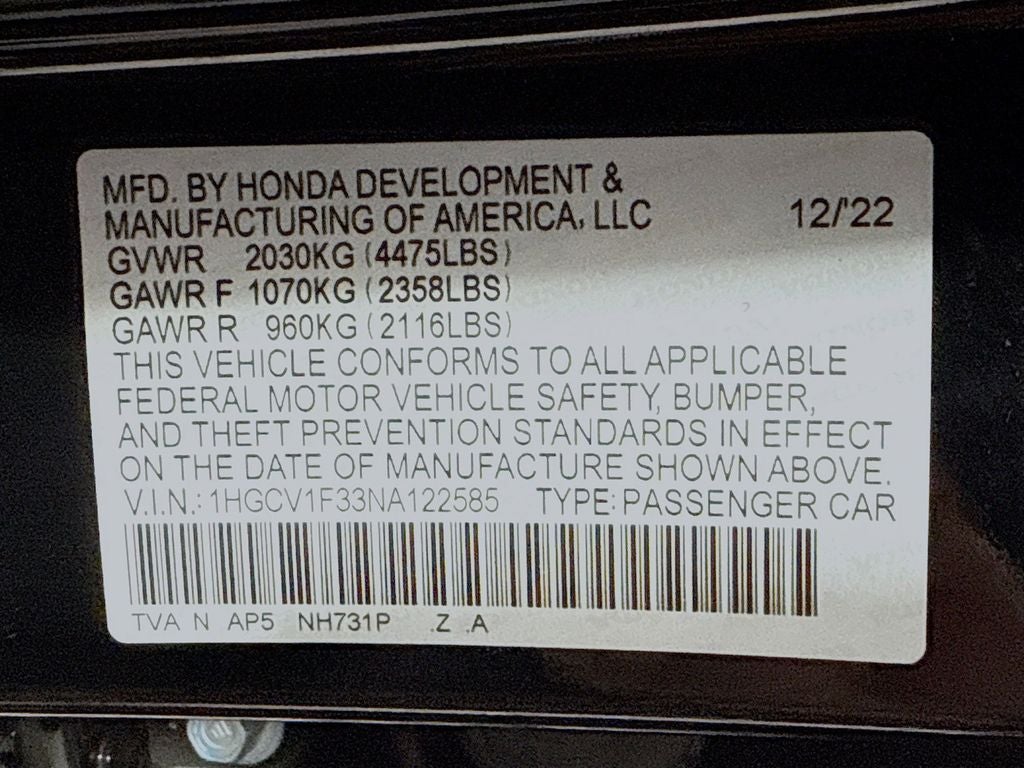 MFD. BY HONDA DEVELOPMENT &
MANUFACTURING OF AMERICA, LLC 12/'22
GVWR 2030KG (4475LBS)
GAWR F 1070KG (2358LBS)
GAWR R 960KG (2116LBS)
THIS VEHICLE CONFORMS TO ALL APPLICABLE
FEDERAL MOTOR VEHICLE SAFETY, BUMPER,
AND THEFT PREVENTION STANDARDS IN EFFECT
ON THE DATE OF MANUFACTURE SHOWN ABOVE.
V.I.N.: 1HGCV1F33NA122585 TYPE: PASSENGER CAR
TVA N AP5 NH731P .Z .A